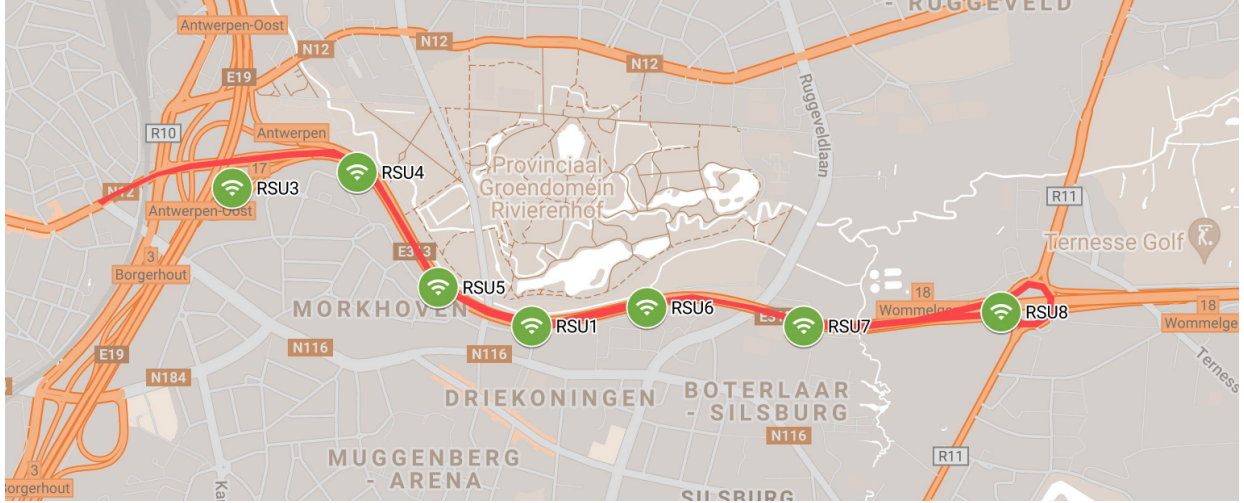 - RUGGEVELD
Antwerpen-Oost
N12
N12
N12
E19
Ruggeveldlaan
R10
Antwerpen
17
RSU3
RSU4
Provinciaal
Groendomein
Rivierenhof
N12
Antwerpen-Oost
R11
Ternesse Golf
3
Borgerhout
E313
RSU5
MORKHOVEN
RSU1
RSU6
RSU7
18
RSU8
18
Wommelge
E19
N116
N116
N184
DRIEKONINGEN
BOTERLAAR
- SILSBURG
N116
Ternesse
MUGGENBERG
- ARENA
R11
3
SILSBURG